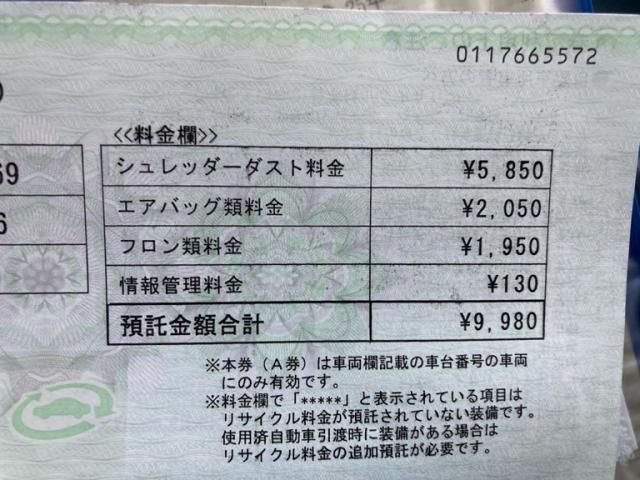 0117665572
≪料金欄≫
69
シュレッダーダスト料金 ¥5,850
エアバッグ類料金 ¥2,050
6
フロン類料金 ¥1,950
情報管理料金 ¥130
預託金額合計 ¥9,980
※本券（A券）は車両欄記載の車台番号の車両
にのみ有効です。
※料金欄で「*****」と表示されている項目は
リサイクル料金が預託されていない装備です。
使用済自動車引渡時に装備がある場合は
リサイクル料金の追加預託が必要です。